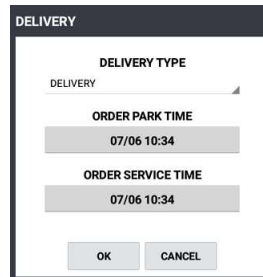 DELIVERY
DELIVERY TYPE
DELIVERY
ORDER PARK TIME
07/06 10:34
ORDER SERVICE TIME
07/06 10:34
OK CANCEL